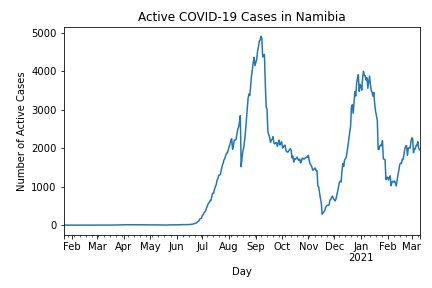 Active COVID-19 Cases in Namibia
5000
4000
3000
2000
1000
0
Number of Active Cases
Feb Mar Apr May Jun Jul Aug Sep Oct Nov Dec Jan Feb Mar
2021
Day